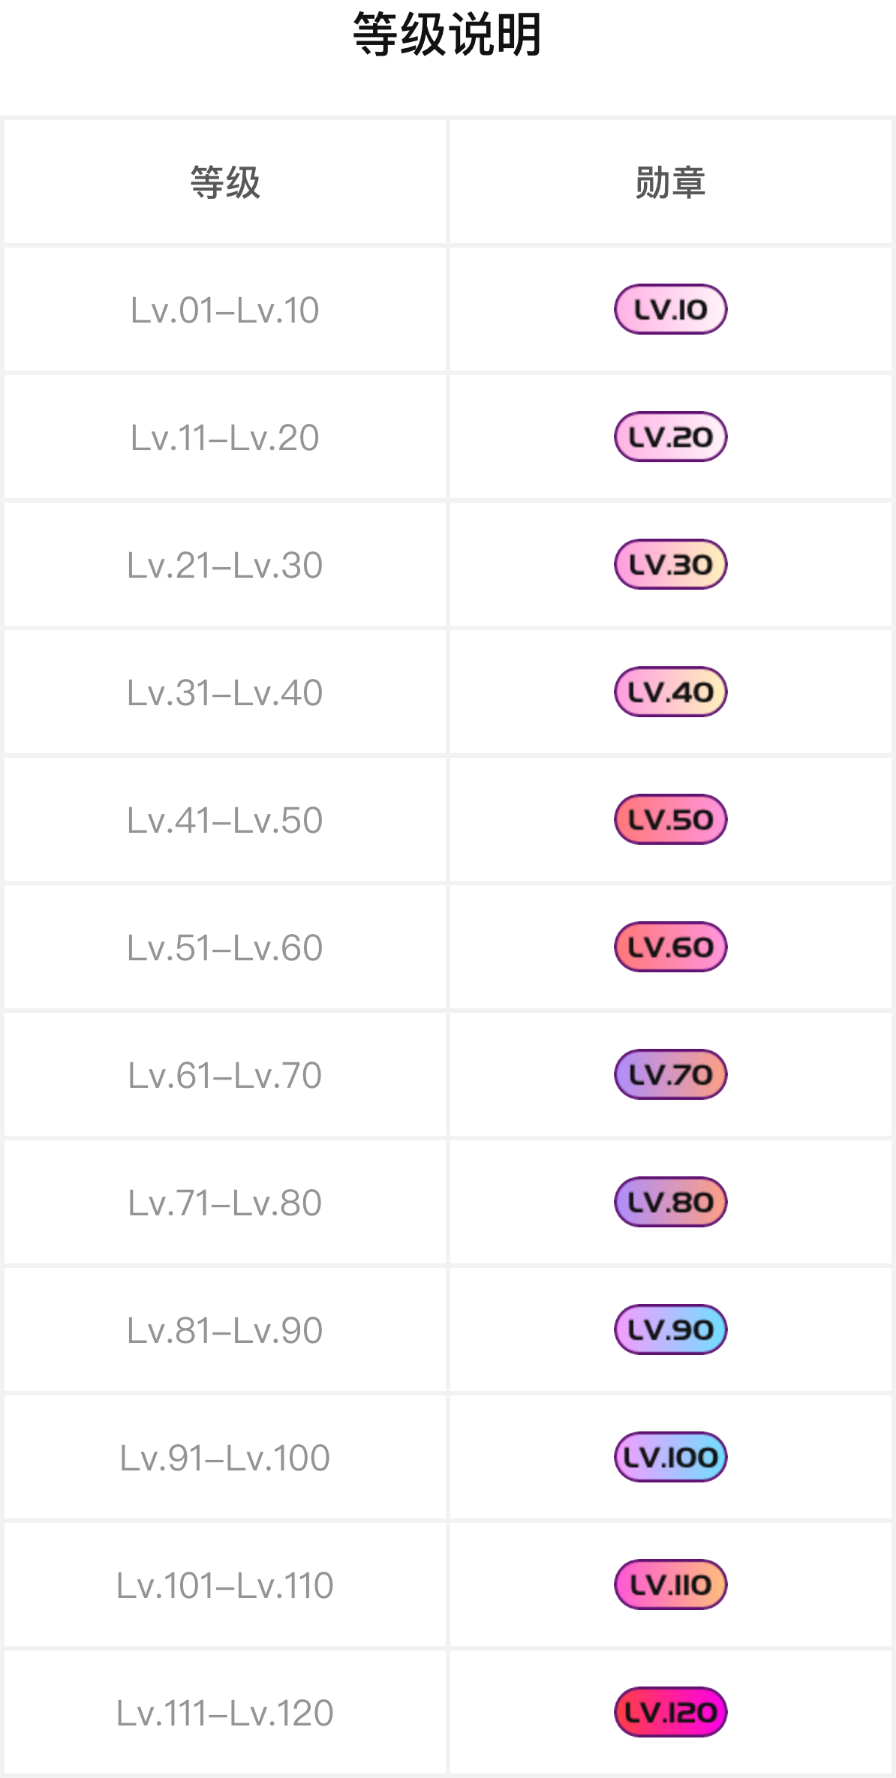 等级说明
等级 勋章
Lv.01–Lv.10 LV.10
Lv.11–Lv.20 LV.20
Lv.21–Lv.30 LV.30
Lv.31–Lv.40 LV.40
Lv.41–Lv.50 LV.50
Lv.51–Lv.60 LV.60
Lv.61–Lv.70 LV.70
Lv.71–Lv.80 LV.80
Lv.81–Lv.90 LV.90
Lv.91–Lv.100 LV.100
Lv.101–Lv.110 LV.110
Lv.111–Lv.120 LV.120